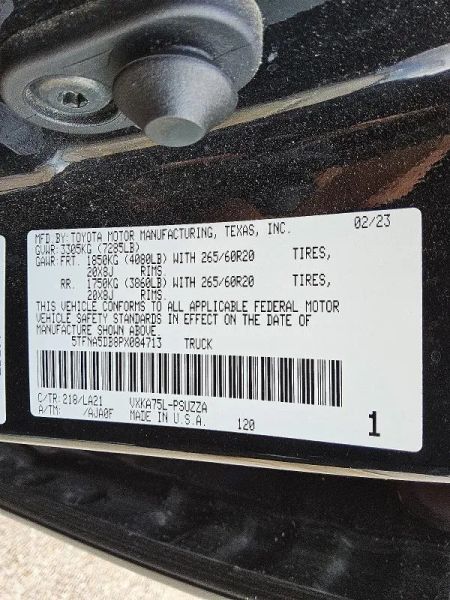 MFD.BY:TOYOTA MOTOR MANUFACTURING, TEXAS, INC. 02/23
GVWR:3305KG (7285LB)
GAWR:FRT. 1850KG (4080LB) WITH 265/60R20 TIRES,
20X8J RIMS.
RR. 1750KG (3860LB) WITH 265/60R20 TIRES,
20X8J RIMS.
THIS VEHICLE CONFORMS TO ALL APPLICABLE FEDERAL MOTOR
VEHICLE SAFETY STANDARDS IN EFFECT ON THE DATE OF
MANUFACTURE SHOWN ABOVE.
5TFNA5DB8PX084713 TRUCK
C/TR:218/LA21 VXKA75L-PSUZZA
A/TM: /AJA0F MADE IN U.S.A. 120 1